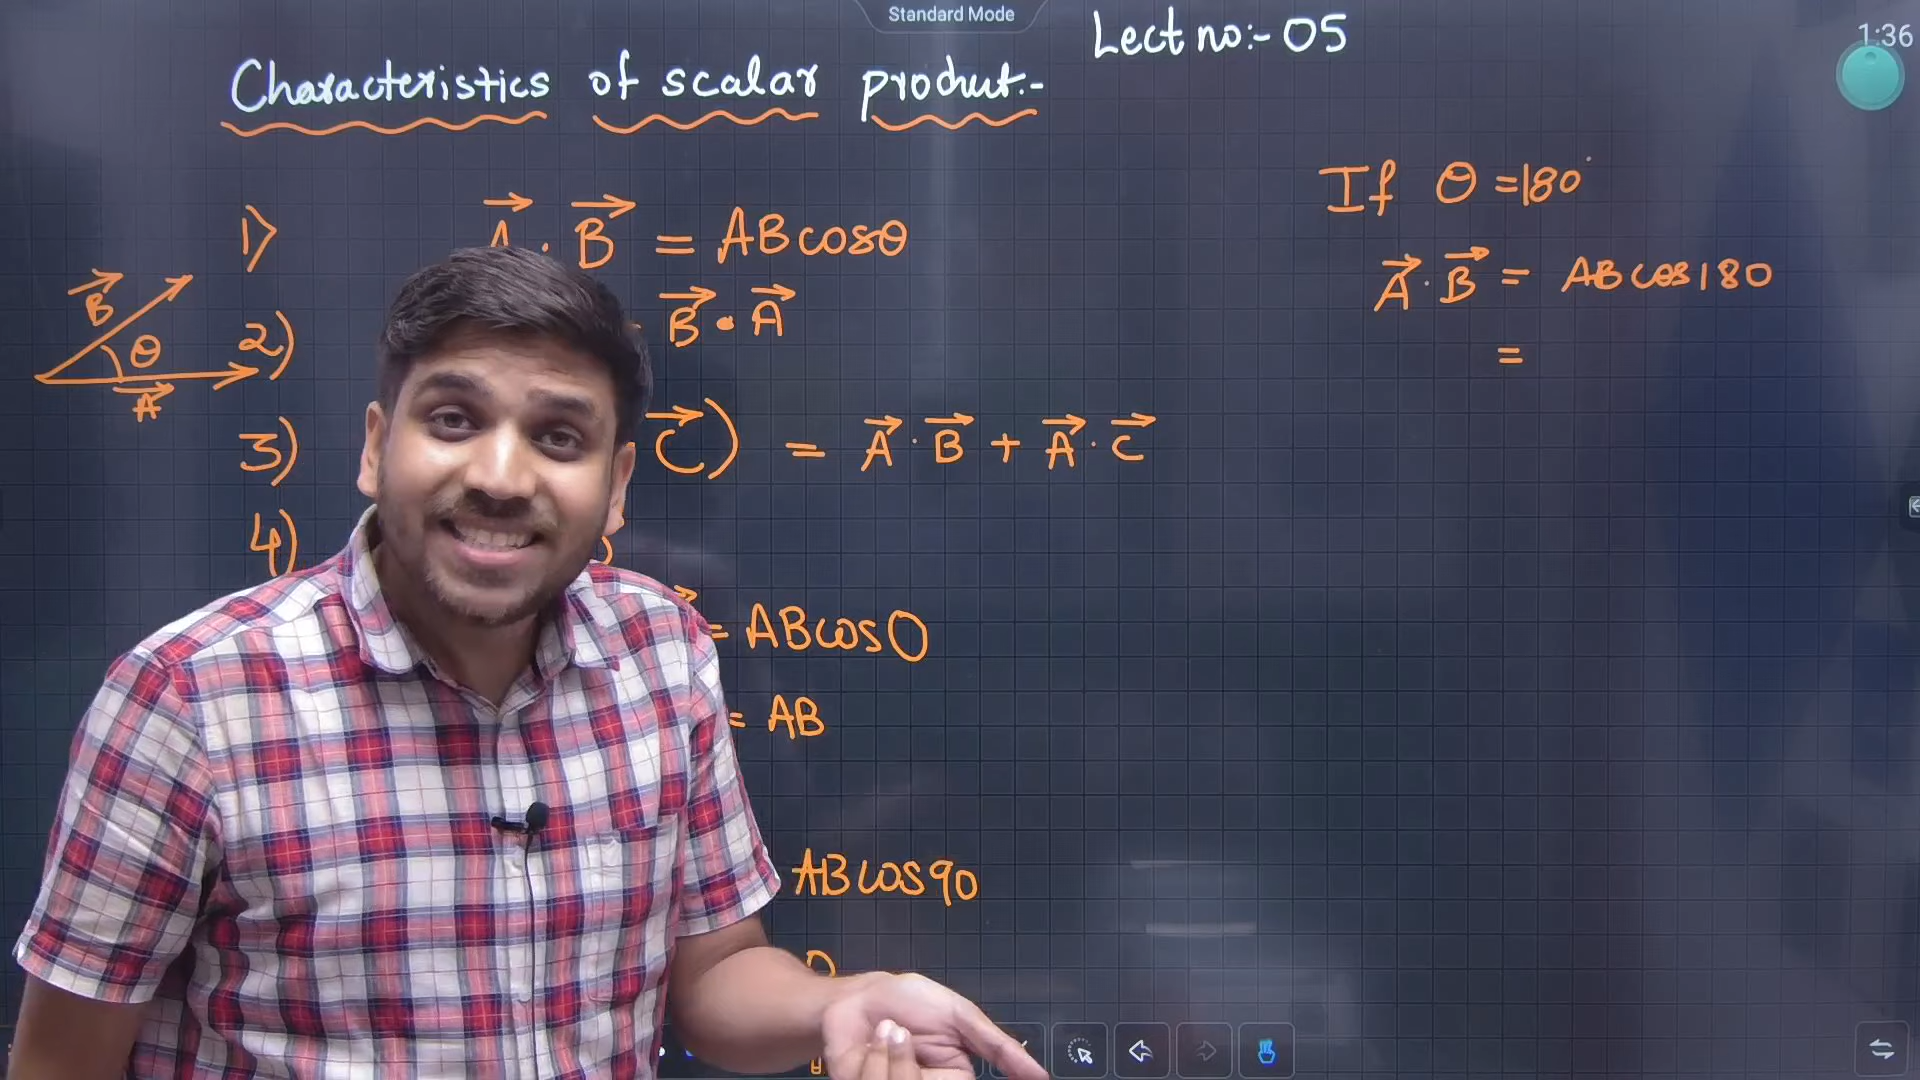 Standard Mode
Lect no:- 05
1:36
Characteristics of scalar product:-
1) A⃗ · B⃗ = ABcosθ
B⃗
θ
A⃗
2) B⃗ · A⃗
3) C⃗) = A⃗ · B⃗ + A⃗ · C⃗
4)
= ABcos0
= AB
ABcos90
0
If θ = 180°
A⃗ · B⃗ = ABcos180
=